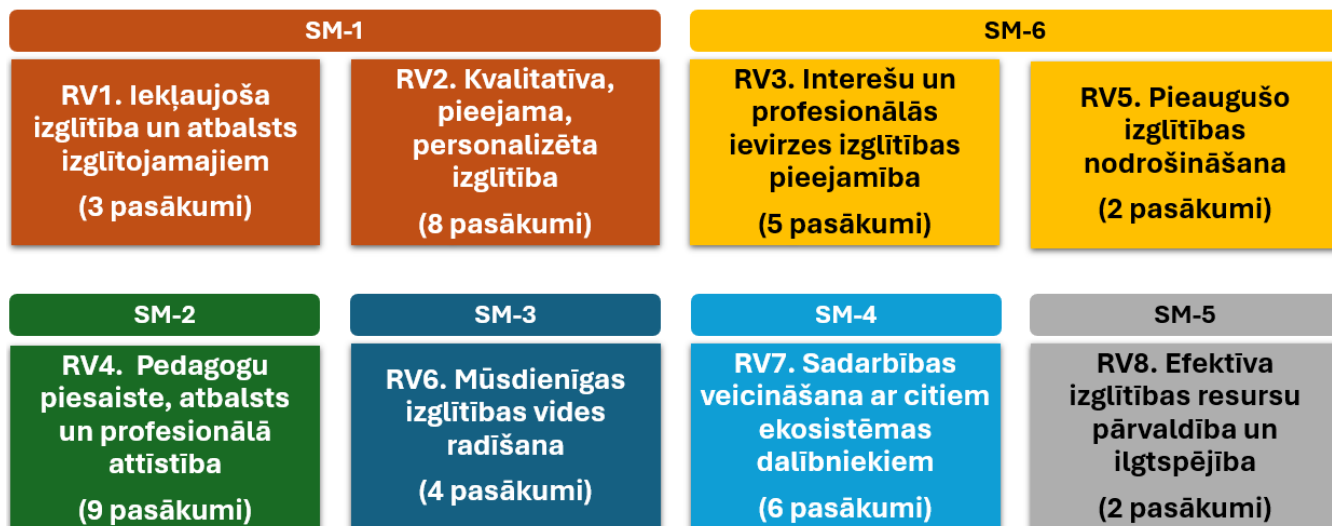 SM-1
RV1. Iekļaujoša
izglītība un atbalsts
izglītojamajiem
(3 pasākumi)
RV2. Kvalitatīva,
pieejama,
personalizēta
izglītība
(8 pasākumi)
SM-6
RV3. Interešu un
profesionālās
ievirzes izglītības
pieejamība
(5 pasākumi)
RV5. Pieaugušo
izglītības
nodrošināšana
(2 pasākumi)
SM-2
RV4. Pedagogu
piesaiste, atbalsts
un profesionālā
attīstība
(9 pasākumi)
SM-3
RV6. Mūsdienīgas
izglītības vides
radīšana
(4 pasākumi)
SM-4
RV7. Sadarbības
veicināšana ar citiem
ekosistēmas
dalībniekiem
(6 pasākumi)
SM-5
RV8. Efektīva
izglītības resursu
pārvaldība un
ilgtspējība
(2 pasākumi)